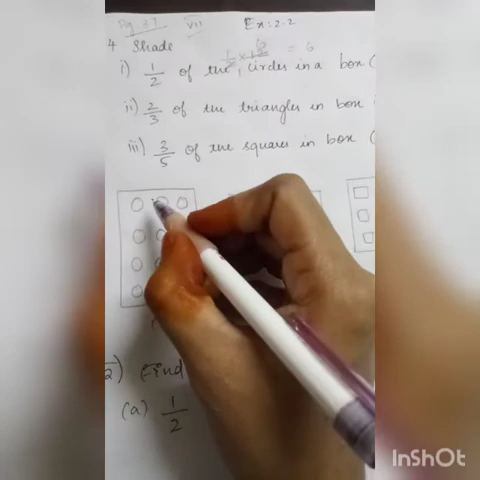 Pg 37 VII Ex: 2.2
4 Shade 1/2 × 12 6 = 6
i) 1/2 of the circles in a box (
ii) 2/3 of the triangles in box
iii) 3/5 of the squares in box (
2) Find
(a) 1/2
InShOt